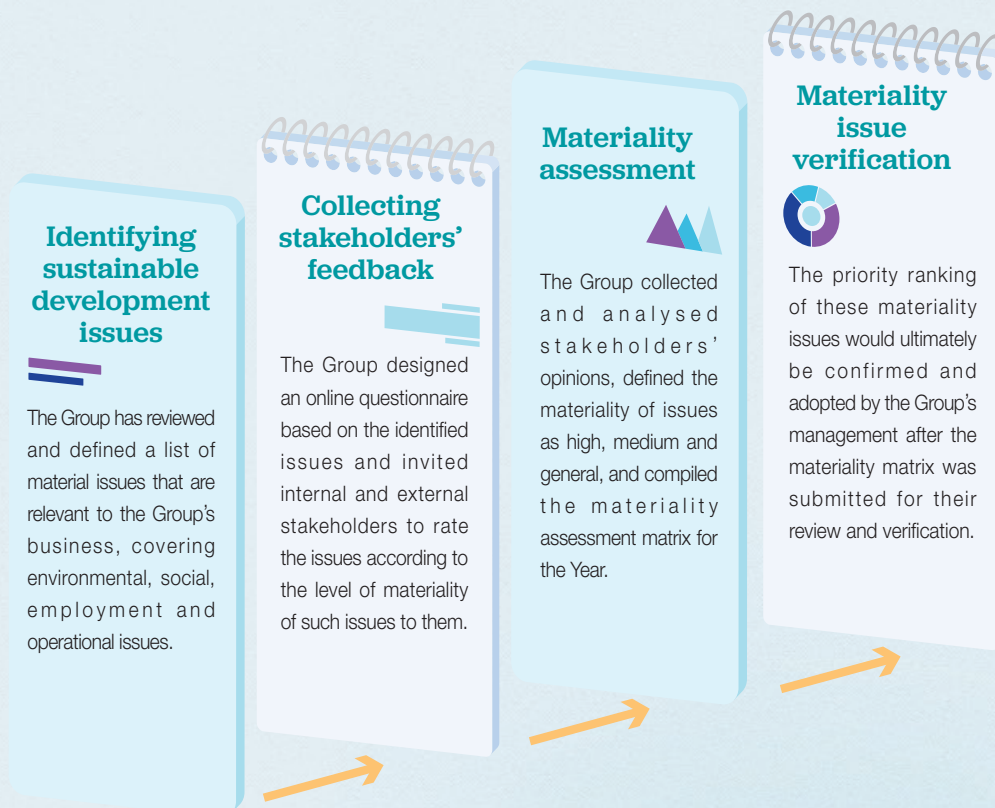 Identifying
sustainable
development
issues
The Group has reviewed
and defined a list of
material issues that are
relevant to the Group's
business, covering
environmental, social,
employment and
operational issues.
Collecting
stakeholders'
feedback
The Group designed
an online questionnaire
based on the identified
issues and invited
internal and external
stakeholders to rate
the issues according to
the level of materiality
of such issues to them.
Materiality
assessment
The Group collected
and analysed
stakeholders'
opinions, defined the
materiality of issues
as high, medium and
general, and compiled
the materiality
assessment matrix for
the Year.
Materiality
issue
verification
The priority ranking
of these materiality
issues would ultimately
be confirmed and
adopted by the Group's
management after the
materiality matrix was
submitted for their
review and verification.